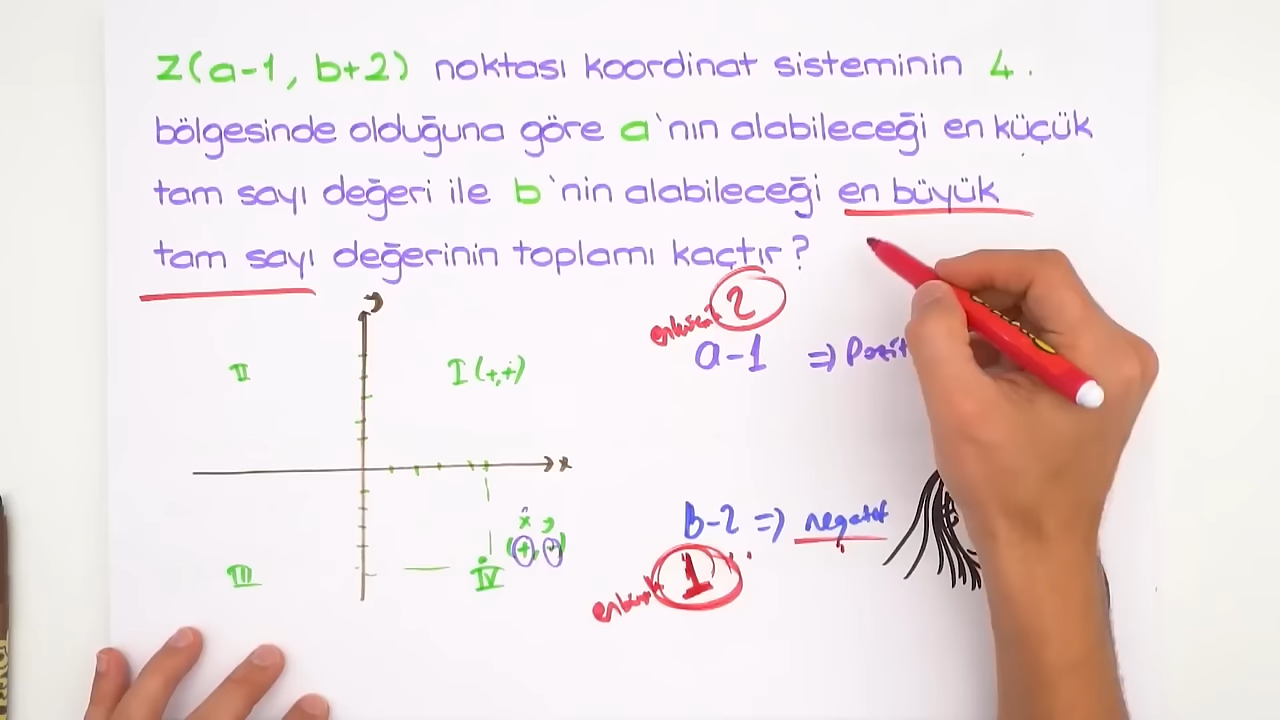 Z(a-1, b+2) noktası koordinat sisteminin 4.
bölgesinde olduğuna göre a'nın alabileceği en küçük
tam sayı değeri ile b'nin alabileceği en büyük
tam sayı değerinin toplamı kaçtır?
2
a-1 ⇒ Pozit
II
I (+,+)
x
b-2 ⇒ negatif
x y
III
IV
1